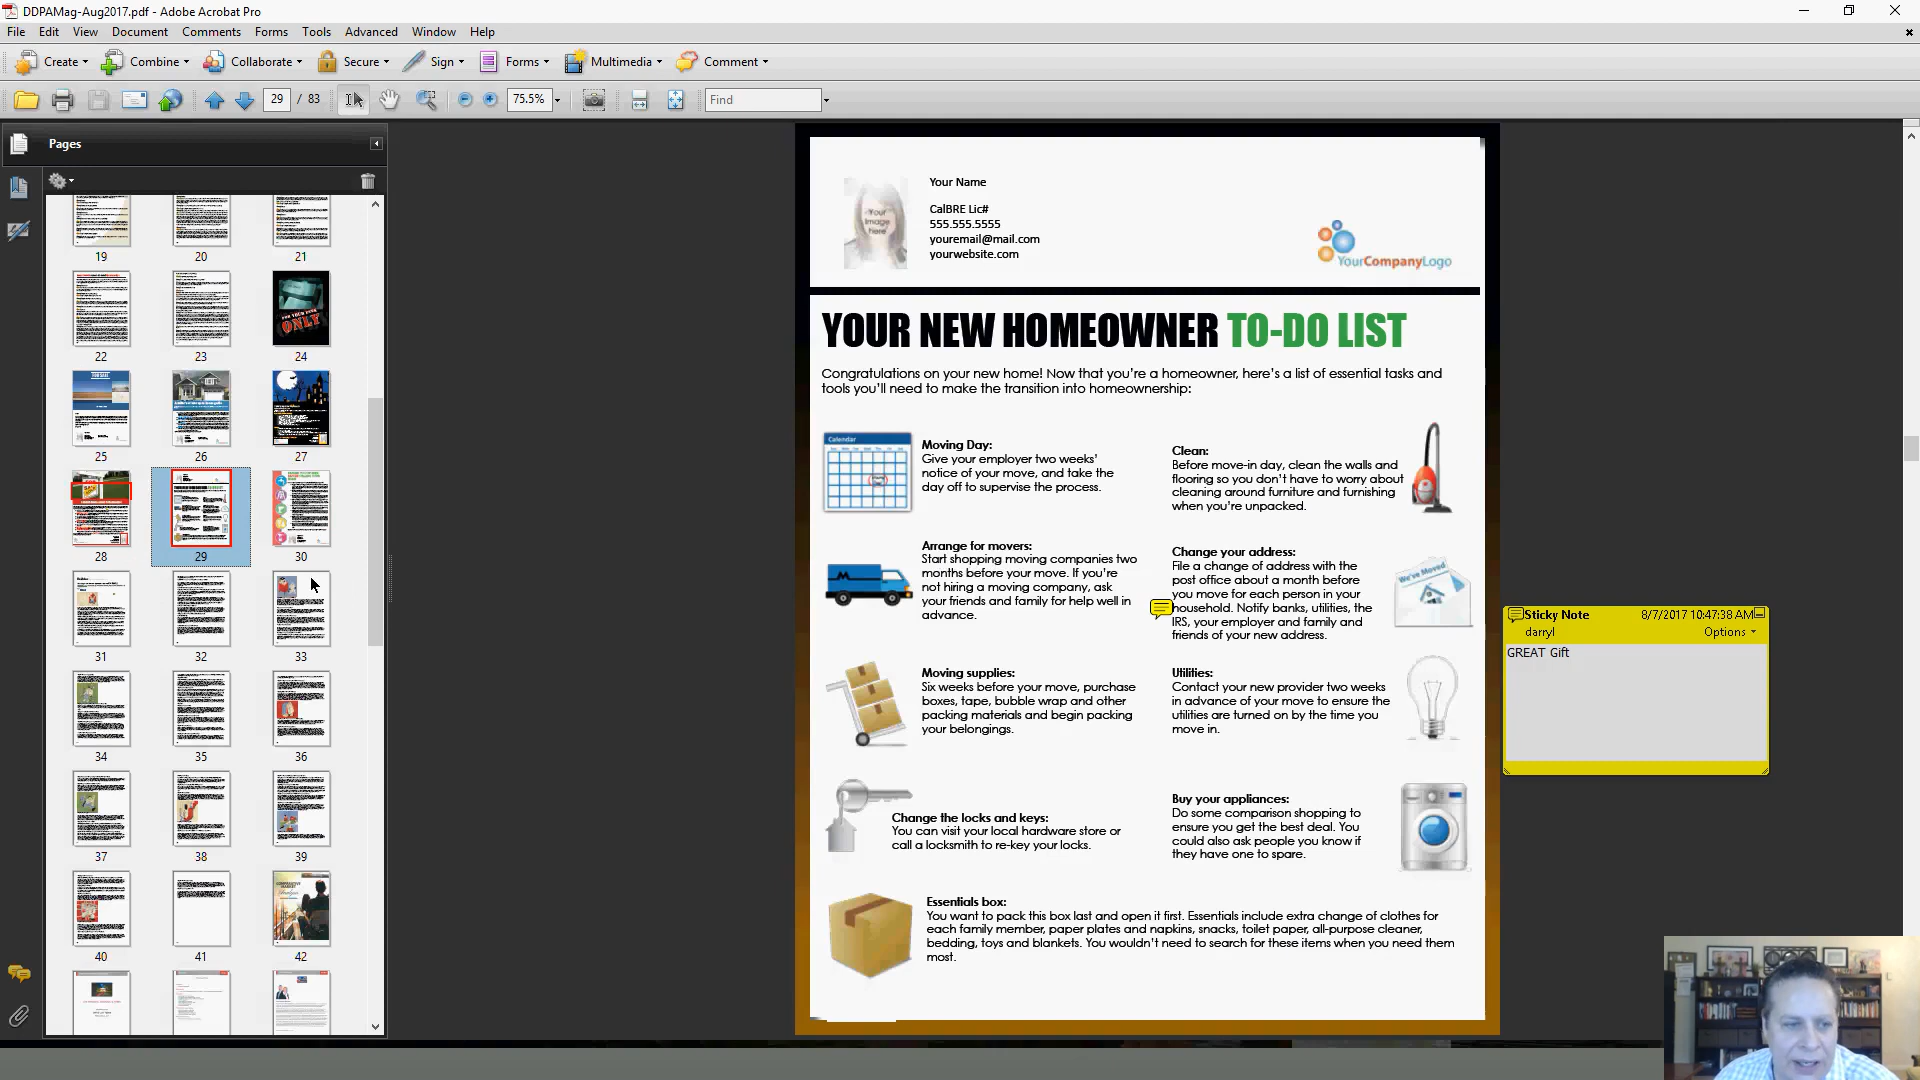 DDPAMag-Aug2017.pdf - Adobe Acrobat Pro
File Edit View Document Comments Forms Tools Advanced Window Help
Create Combine Collaborate Secure Sign Forms Multimedia Comment
29 / 83 75.5% Find
Pages
19 20 21
22 23 24
FOR YOUR EYES ONLY
25 26 27
FOR SALE
28 29 30
31 32 33
34 35 36
37 38 39
40 41 42
Your Image here
Your Name
CalBRE Lic#
555.555.5555
youremail@mail.com
yourwebsite.com
YourCompanyLogo
YOUR NEW HOMEOWNER TO-DO LIST
Congratulations on your new home! Now that you're a homeowner, here's a list of essential tasks and
tools you'll need to make the transition into homeownership:
Calendar
Moving Day:
Give your employer two weeks'
notice of your move, and take the
day off to supervise the process.
Clean:
Before move-in day, clean the walls and
flooring so you don't have to worry about
cleaning around furniture and furnishing
when you're unpacked.
Arrange for movers:
Start shopping moving companies two
months before your move. If you're
not hiring a moving company, ask
your friends and family for help well in
advance.
Change your address:
File a change of address with the
post office about a month before
you move for each person in your
household. Notify banks, utilities, the
IRS, your employer and family and
friends of your new address.
We've Moved
Moving supplies:
Six weeks before your move, purchase
boxes, tape, bubble wrap and other
packing materials and begin packing
your belongings.
Utilities:
Contact your new provider two weeks
in advance of your move to ensure the
utilities are turned on by the time you
move in.
Change the locks and keys:
You can visit your local hardware store or
call a locksmith to re-key your locks.
Buy your appliances:
Do some comparison shopping to
ensure you get the best deal. You
could also ask people you know if
they have one to spare.
Essentials box:
You want to pack this box last and open it first. Essentials include extra change of clothes for
each family member, paper plates and napkins, snacks, toilet paper, all-purpose cleaner,
bedding, toys and blankets. You wouldn't need to search for these items when you need them
most.
Sticky Note 8/7/2017 10:47:38 AM
darryl Options
GREAT Gift